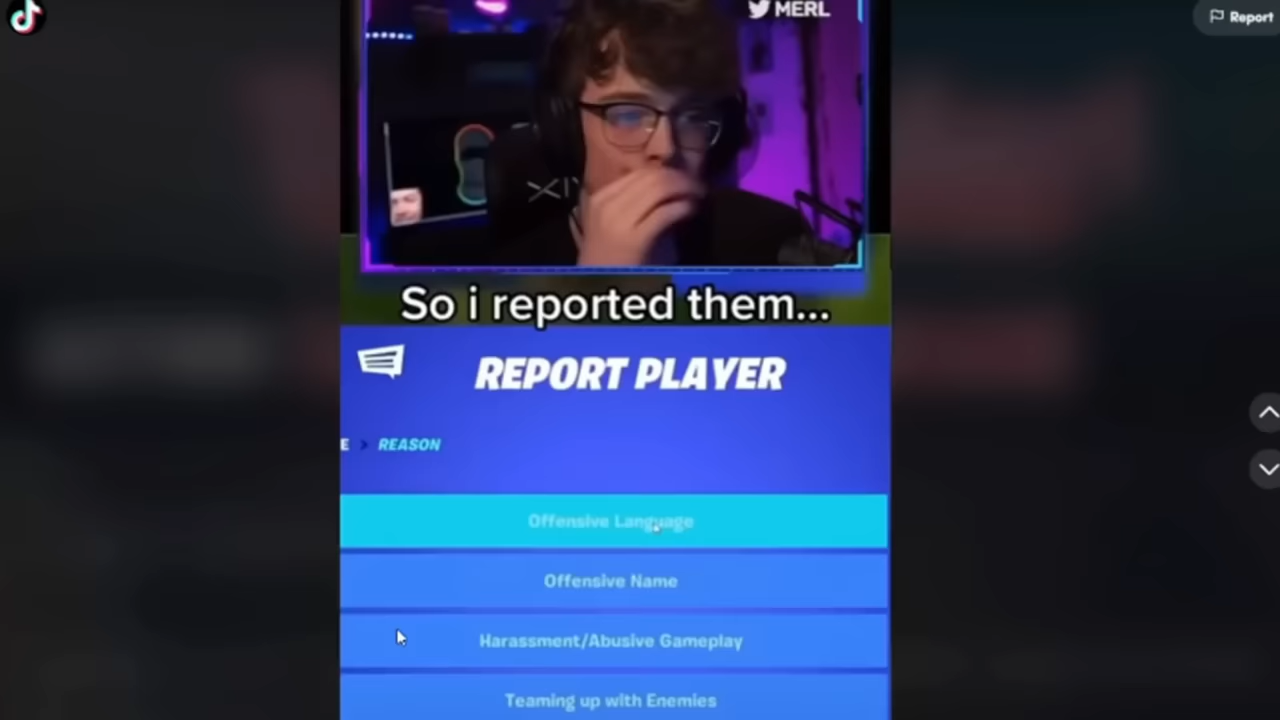 MERL
Report
So i reported them...
REPORT PLAYER
E > REASON
Offensive Language
Offensive Name
Harassment/Abusive Gameplay
Teaming up with Enemies